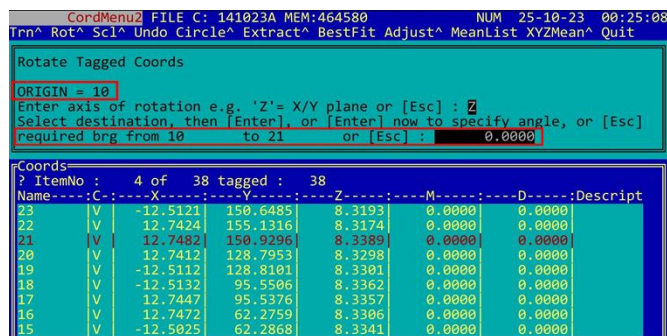 CordMenu2 FILE C: 141023A MEM:464580 NUM 25-10-23 00:25:08
Trn^ Rot^ Scl^ Undo Circle^ Extract^ BestFit Adjust^ MeanList XYZMean^ Quit
Rotate Tagged Coords
ORIGIN = 10
Enter axis of rotation e.g. 'Z'= X/Y plane or [Esc] : Z
Select destination, then [Enter], or [Enter] now to specify angle, or [Esc]
required brg from 10 to 21 or [Esc] : 0.0000
Coords
? ItemNo : 4 of 38 tagged : 38
Name----:C-:----X-----:----Y-----:----Z-----:----M-----:----D-----:Descript
23 |V | -12.5121| 150.6485| 8.3193| 0.0000| 0.0000|
22 |V | 12.7424| 155.1316| 8.3174| 0.0000| 0.0000|
21 |V | 12.7482| 150.9296| 8.3389| 0.0000| 0.0000|
20 |V | 12.7412| 128.7953| 8.3298| 0.0000| 0.0000|
19 |V | -12.5112| 128.8101| 8.3301| 0.0000| 0.0000|
18 |V | -12.5132| 95.5506| 8.3362| 0.0000| 0.0000|
17 |V | 12.7447| 95.5376| 8.3357| 0.0000| 0.0000|
16 |V | 12.7472| 62.2759| 8.3306| 0.0000| 0.0000|
15 |V | -12.5025| 62.2868| 8.3341| 0.0000| 0.0000|